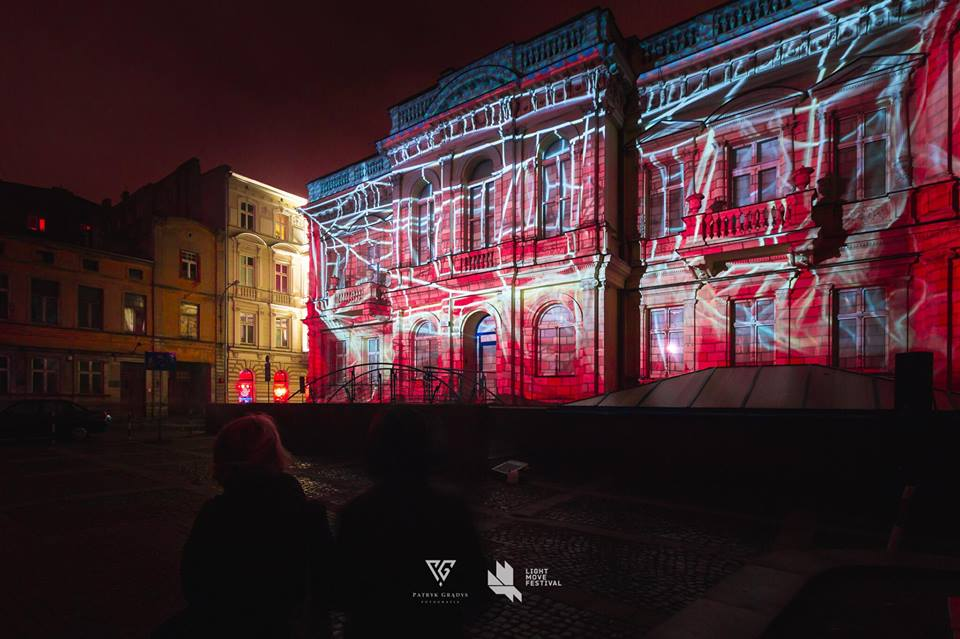 PATRYK GRĄDYS
FOTOGRAFIA
LIGHT
MOVE
FESTIVAL